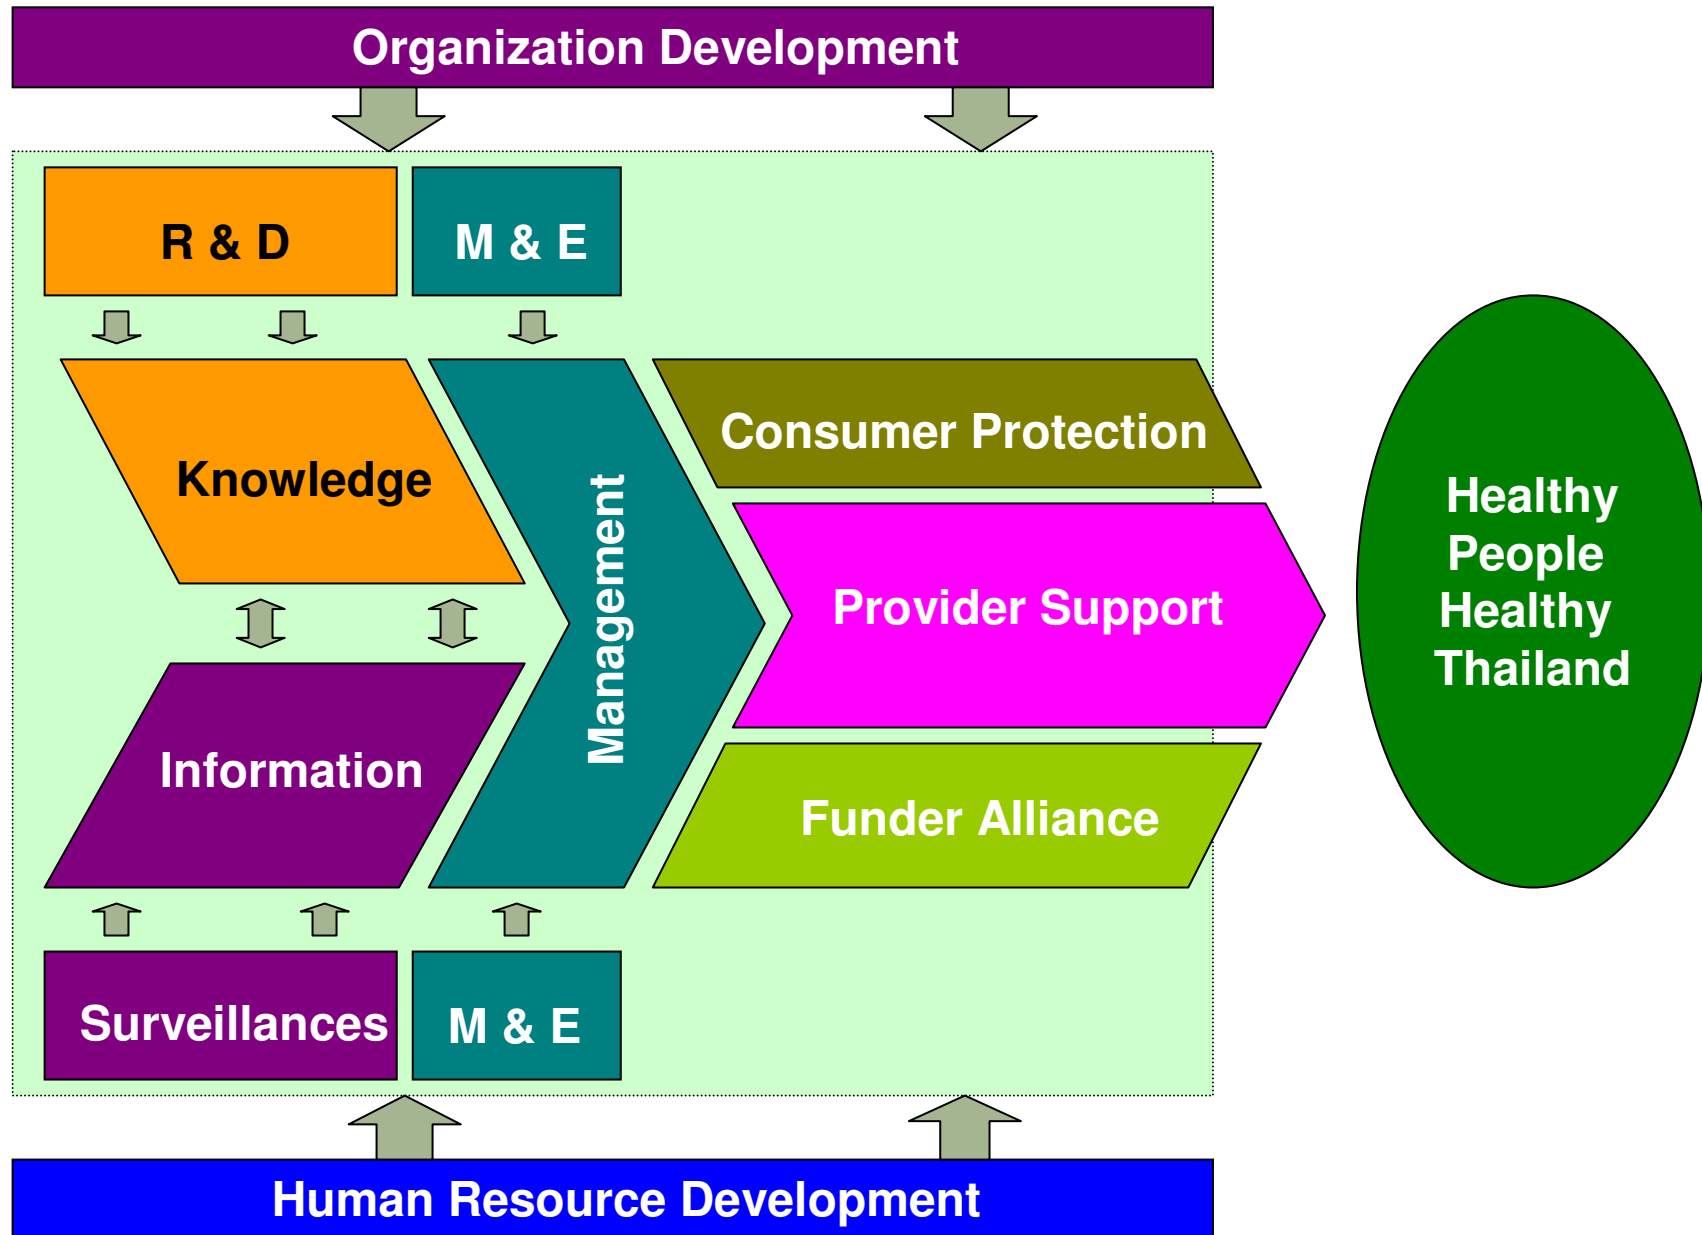 Organization Development
R & D
M & E
Knowledge
Management
Consumer Protection
Provider Support
Funder Alliance
Information
Surveillances
M & E
Healthy
People
Healthy
Thailand
Human Resource Development